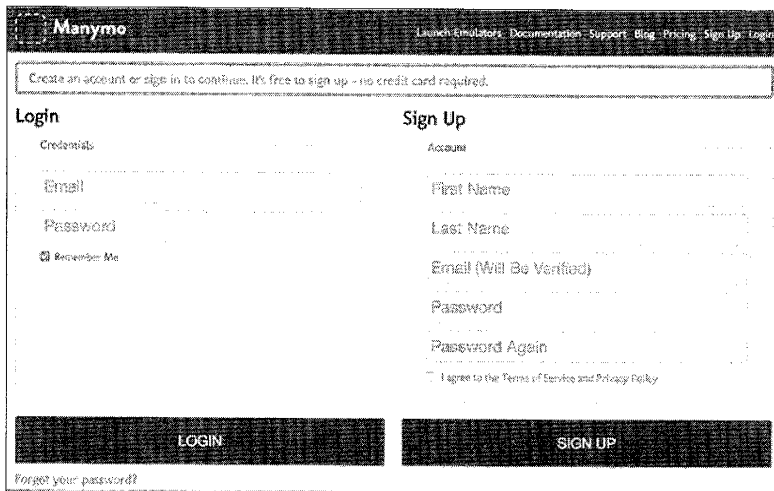 Manymo
Launch Emulators Documentation Support Blog Pricing Sign Up Login
Create an account or sign in to continue. It's free to sign up - no credit card required.
Login
Credentials
Email
Password
Remember Me
LOGIN
Forgot your password?
Sign Up
Account
First Name
Last Name
Email (Will Be Verified)
Password
Password Again
I agree to the Terms of Service and Privacy Policy
SIGN UP